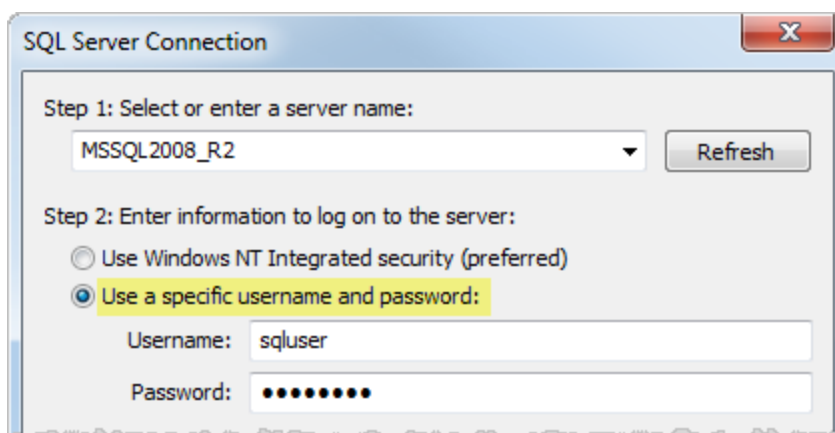 SQL Server Connection
Step 1: Select or enter a server name:
MSSQL2008_R2
Refresh
Step 2: Enter information to log on to the server:
Use Windows NT Integrated security (preferred)
Use a specific username and password:
Username: sqluser
Password: ••••••••